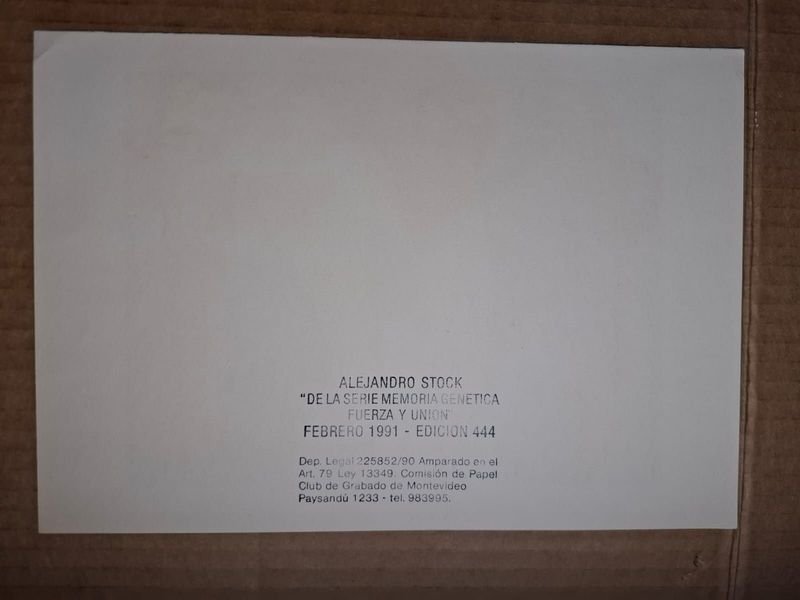 ALEJANDRO STOCK
"DE LA SERIE MEMORIA GENETICA
FUERZA Y UNION"
FEBRERO 1991 - EDICION 444
Dep. Legal 225852/90 Amparado en el
Art. 79 Ley 13349. Comisión de Papel
Club de Grabado de Montevideo
Paysandú 1233 - tel. 983995.